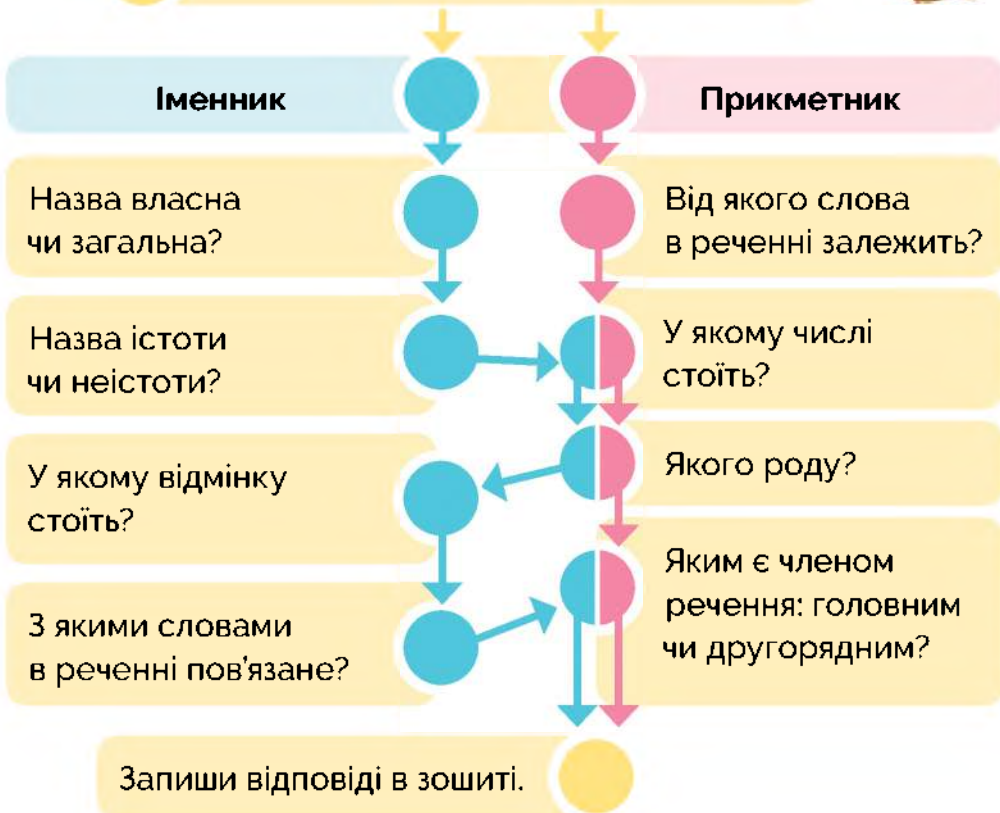 Іменник
Прикметник
Назва власна
чи загальна?
Від якого слова
в реченні залежить?
Назва істоти
чи неістоти?
У якому числі
стоїть?
У якому відмінку
стоїть?
Якого роду?
З якими словами
в реченні пов’язане?
Яким є членом
речення: головним
чи другорядним?
Запиши відповіді в зошиті.